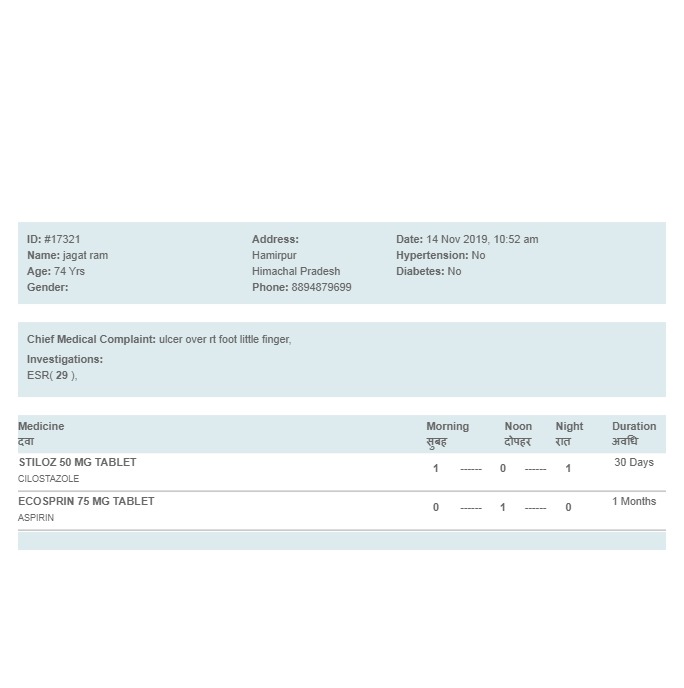 ID: #17321
Name: jagat ram
Age: 74 Yrs
Gender:
Address:
Hamirpur
Himachal Pradesh
Phone: 8894879699
Date: 14 Nov 2019, 10:52 am
Hypertension: No
Diabetes: No
Chief Medical Complaint: ulcer over rt foot little finger,
Investigations:
ESR( 29 ),
Medicine Morning Noon Night Duration
दवा सुबह दोपहर रात अवधि
STILOZ 50 MG TABLET 1 ------ 0 ------ 1 30 Days
CILOSTAZOLE
ECOSPRIN 75 MG TABLET 0 ------ 1 ------ 0 1 Months
ASPIRIN